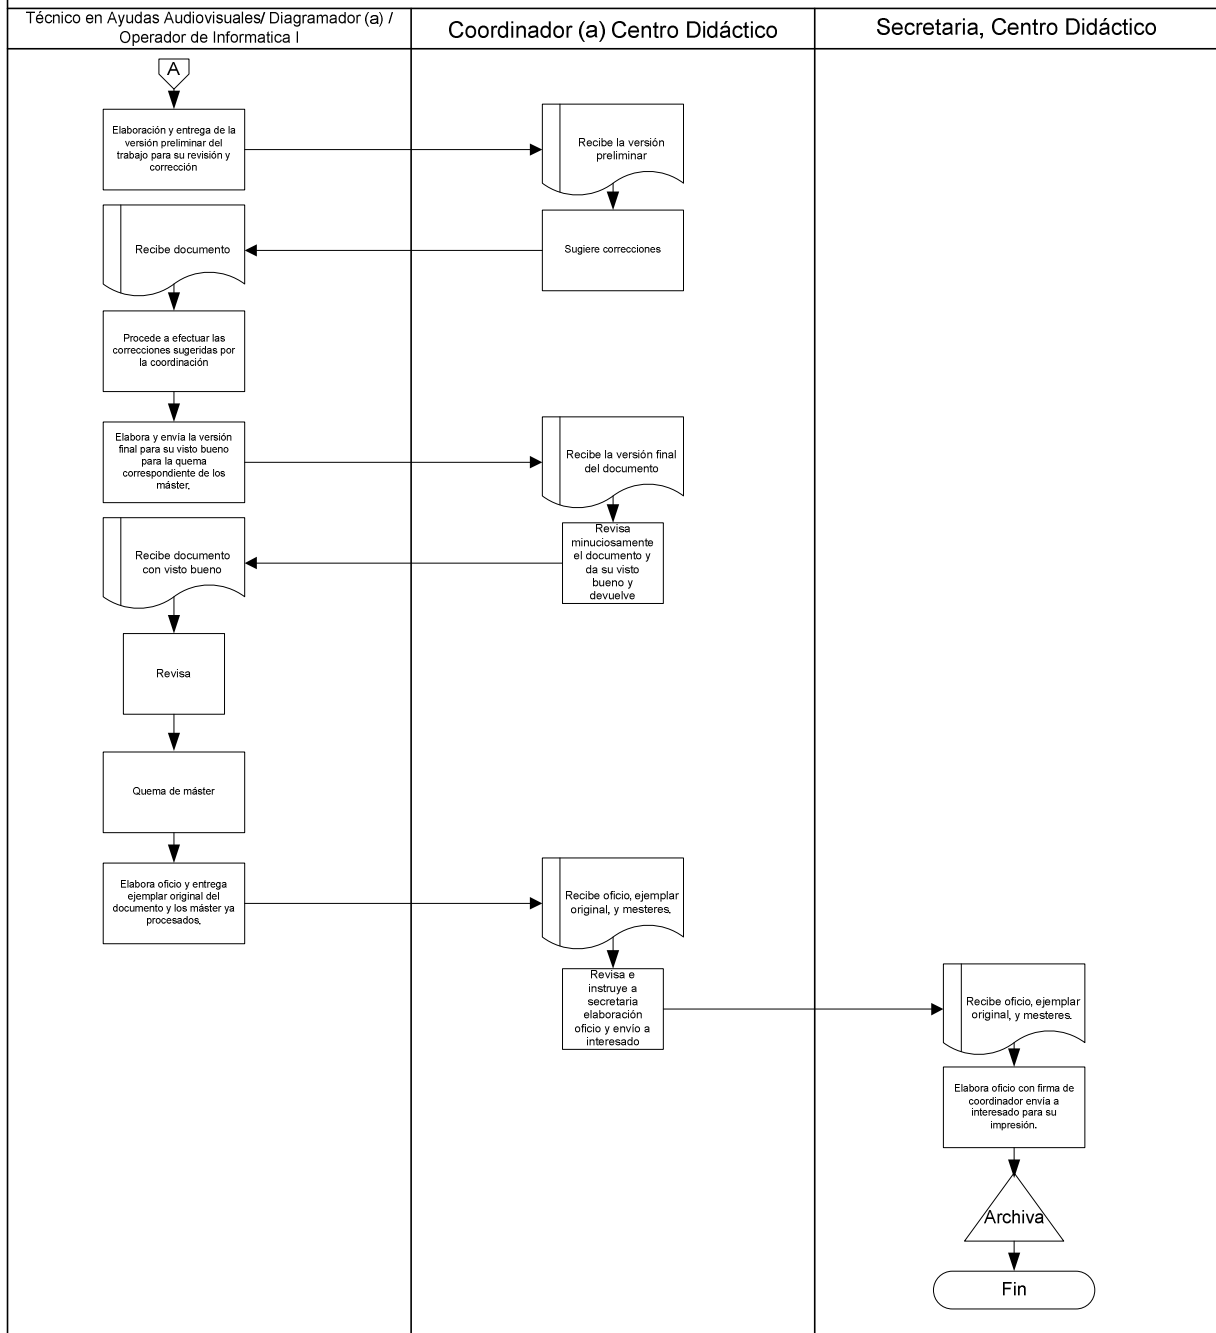 Técnico en Ayudas Audiovisuales/ Diagramador (a) /
Operador de Informatica I
Coordinador (a) Centro Didáctico
Secretaria, Centro Didáctico
A
Elaboración y entrega de la
versión preliminar del
trabajo para su revisión y
corrección
Recibe la versión
preliminar
Sugiere correcciones
Recibe documento
Procede a efectuar las
correcciones sugeridas por
la coordinación
Elabora y envía la versión
final para su visto bueno
para la quema
correspondiente de los
máster.
Recibe la versión final
del documento
Revisa
minuciosamente
el documento y
da su visto
bueno y
devuelve
Recibe documento
con visto bueno
Revisa
Quema de máster
Elabora oficio y entrega
ejemplar original del
documento y los máster ya
procesados.
Recibe oficio, ejemplar
original, y mesteres.
Revisa e
instruye a
secretaria
elaboración
oficio y envío a
interesado
Recibe oficio, ejemplar
original, y mesteres.
Elabora oficio con firma de
coordinador envía a
interesado para su
impresión.
Archiva
Fin